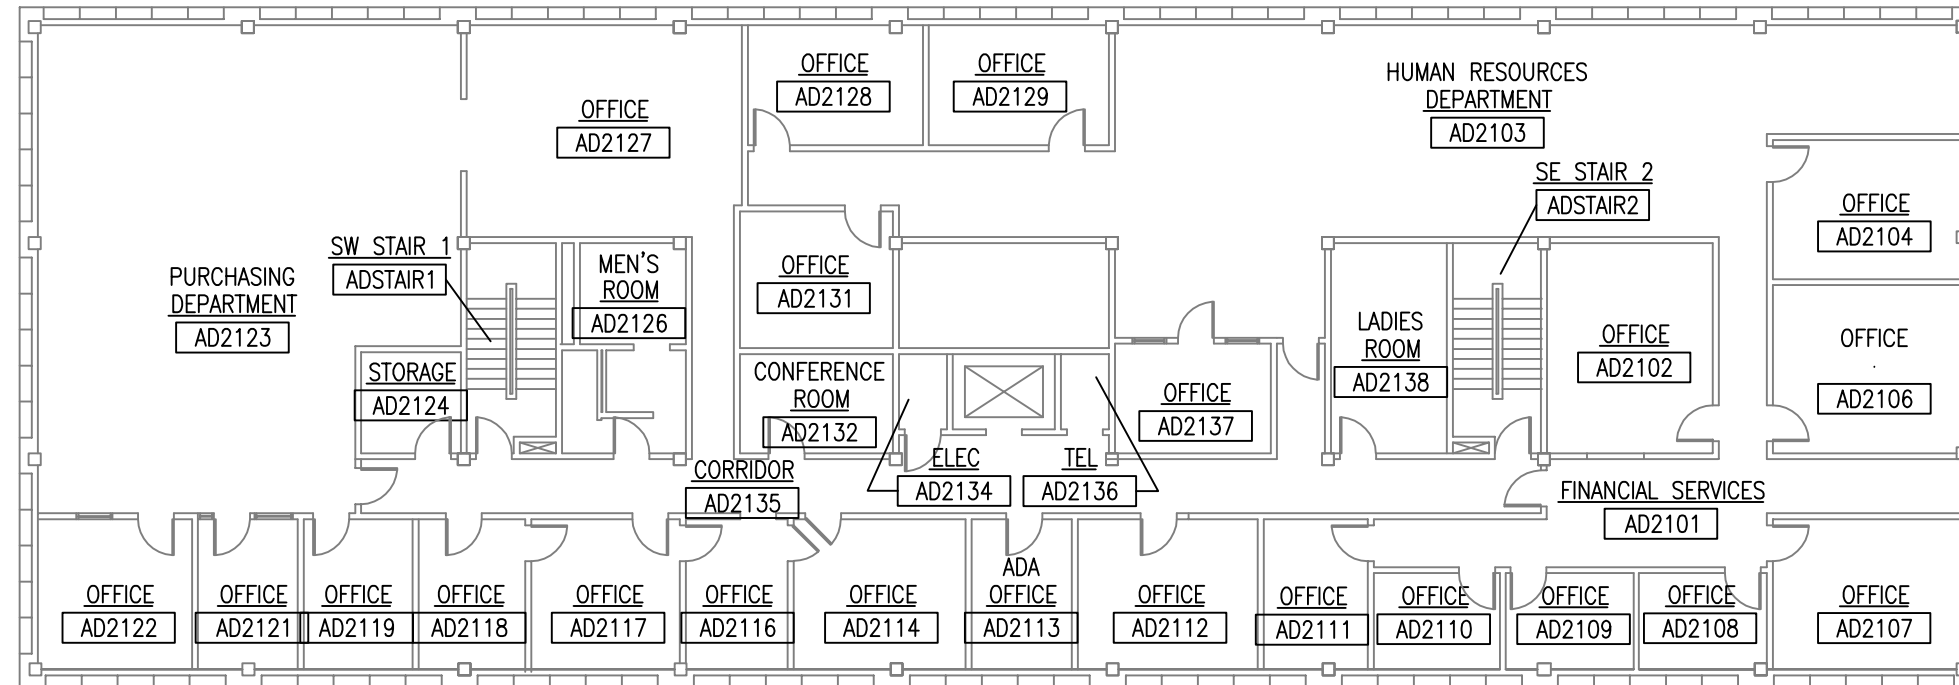 OFFICE
AD2128
OFFICE
AD2129
HUMAN RESOURCES
DEPARTMENT
AD2103
OFFICE
AD2127
SE STAIR 2
ADSTAIR2
OFFICE
AD2104
SW STAIR 1
ADSTAIR1
MEN'S
ROOM
AD2126
PURCHASING
DEPARTMENT
AD2123
OFFICE
AD2131
LADIES
ROOM
AD2138
OFFICE
AD2102
OFFICE
AD2106
STORAGE
AD2124
CONFERENCE
ROOM
AD2132
OFFICE
AD2137
CORRIDOR
AD2135
ELEC
AD2134
TEL
AD2136
FINANCIAL SERVICES
AD2101
OFFICE
AD2122
OFFICE
AD2121
OFFICE
AD2119
OFFICE
AD2118
OFFICE
AD2117
OFFICE
AD2116
OFFICE
AD2114
ADA
OFFICE
AD2113
OFFICE
AD2112
OFFICE
AD2111
OFFICE
AD2110
OFFICE
AD2109
OFFICE
AD2108
OFFICE
AD2107